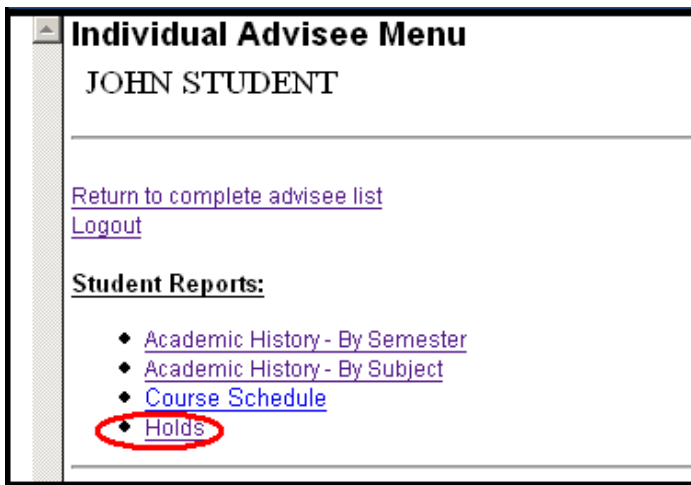 Individual Advisee Menu
JOHN STUDENT
Return to complete advisee list
Logout
Student Reports:
Academic History - By Semester
Academic History - By Subject
Course Schedule
Holds